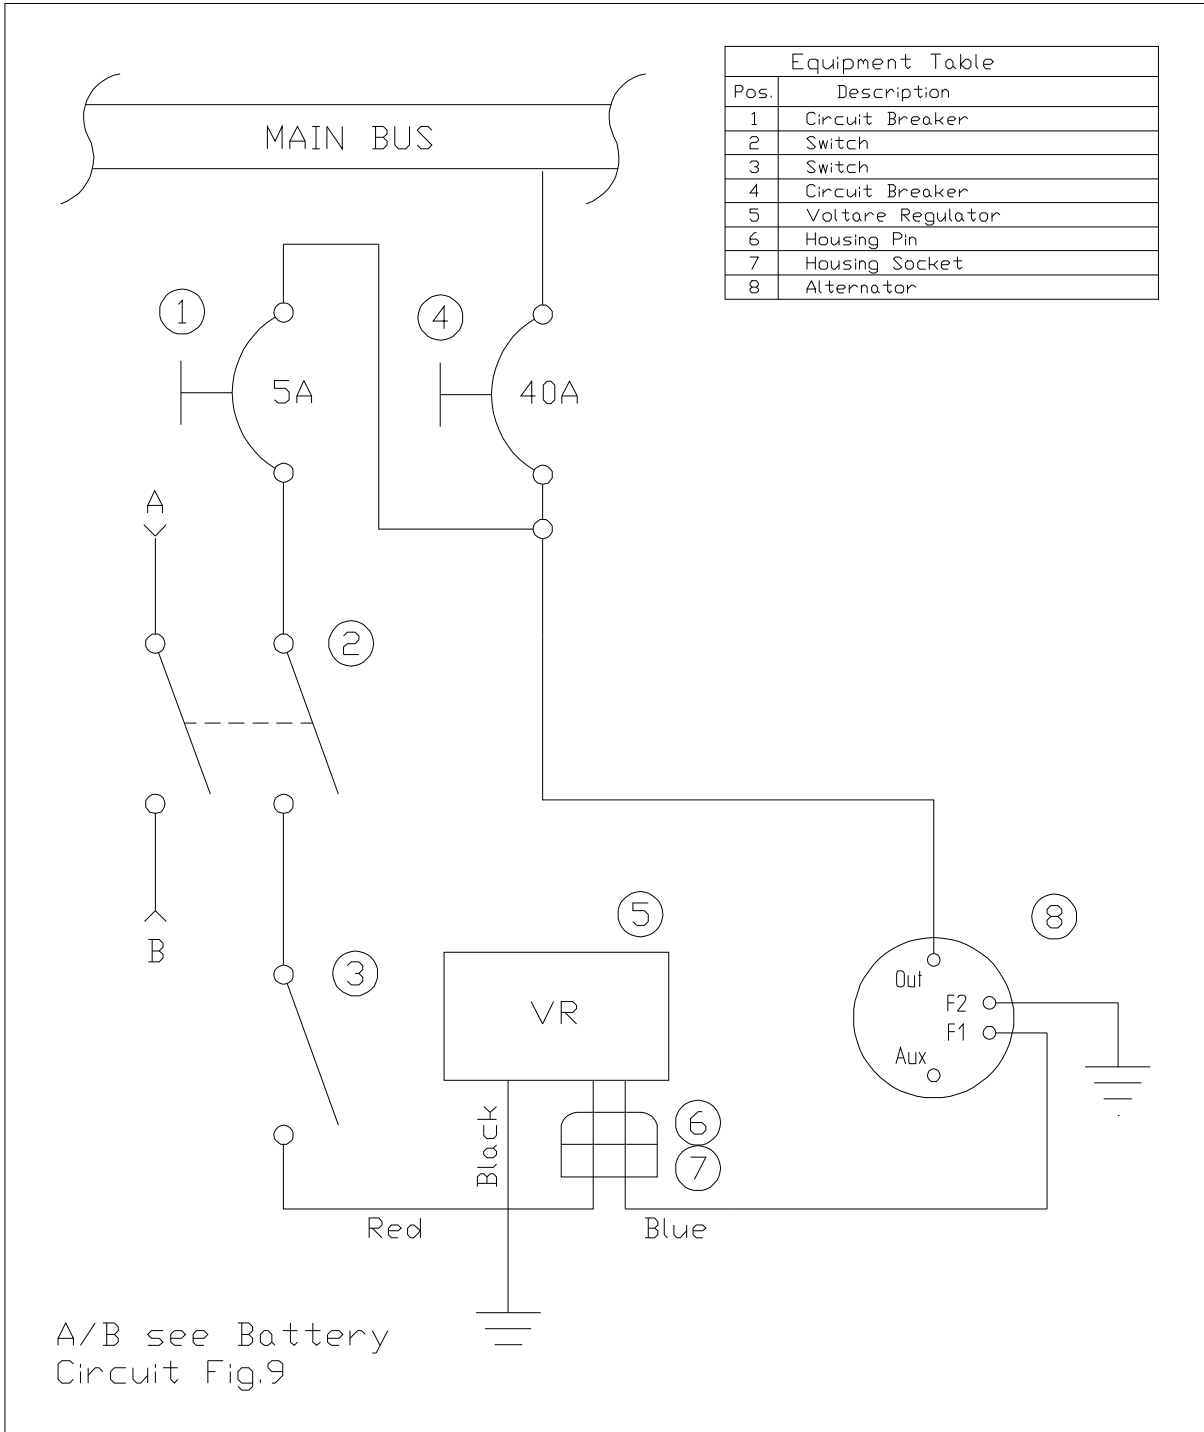 Equipment Table
Pos. Description
1 Circuit Breaker
2 Switch
3 Switch
4 Circuit Breaker
5 Voltare Regulator
6 Housing Pin
7 Housing Socket
8 Alternator
MAIN BUS
1
4
5A
40A
A
2
B
3
5
8
VR
Out
F2
F1
Aux
Black
6
7
Red
Blue
A/B see Battery
Circuit Fig.9